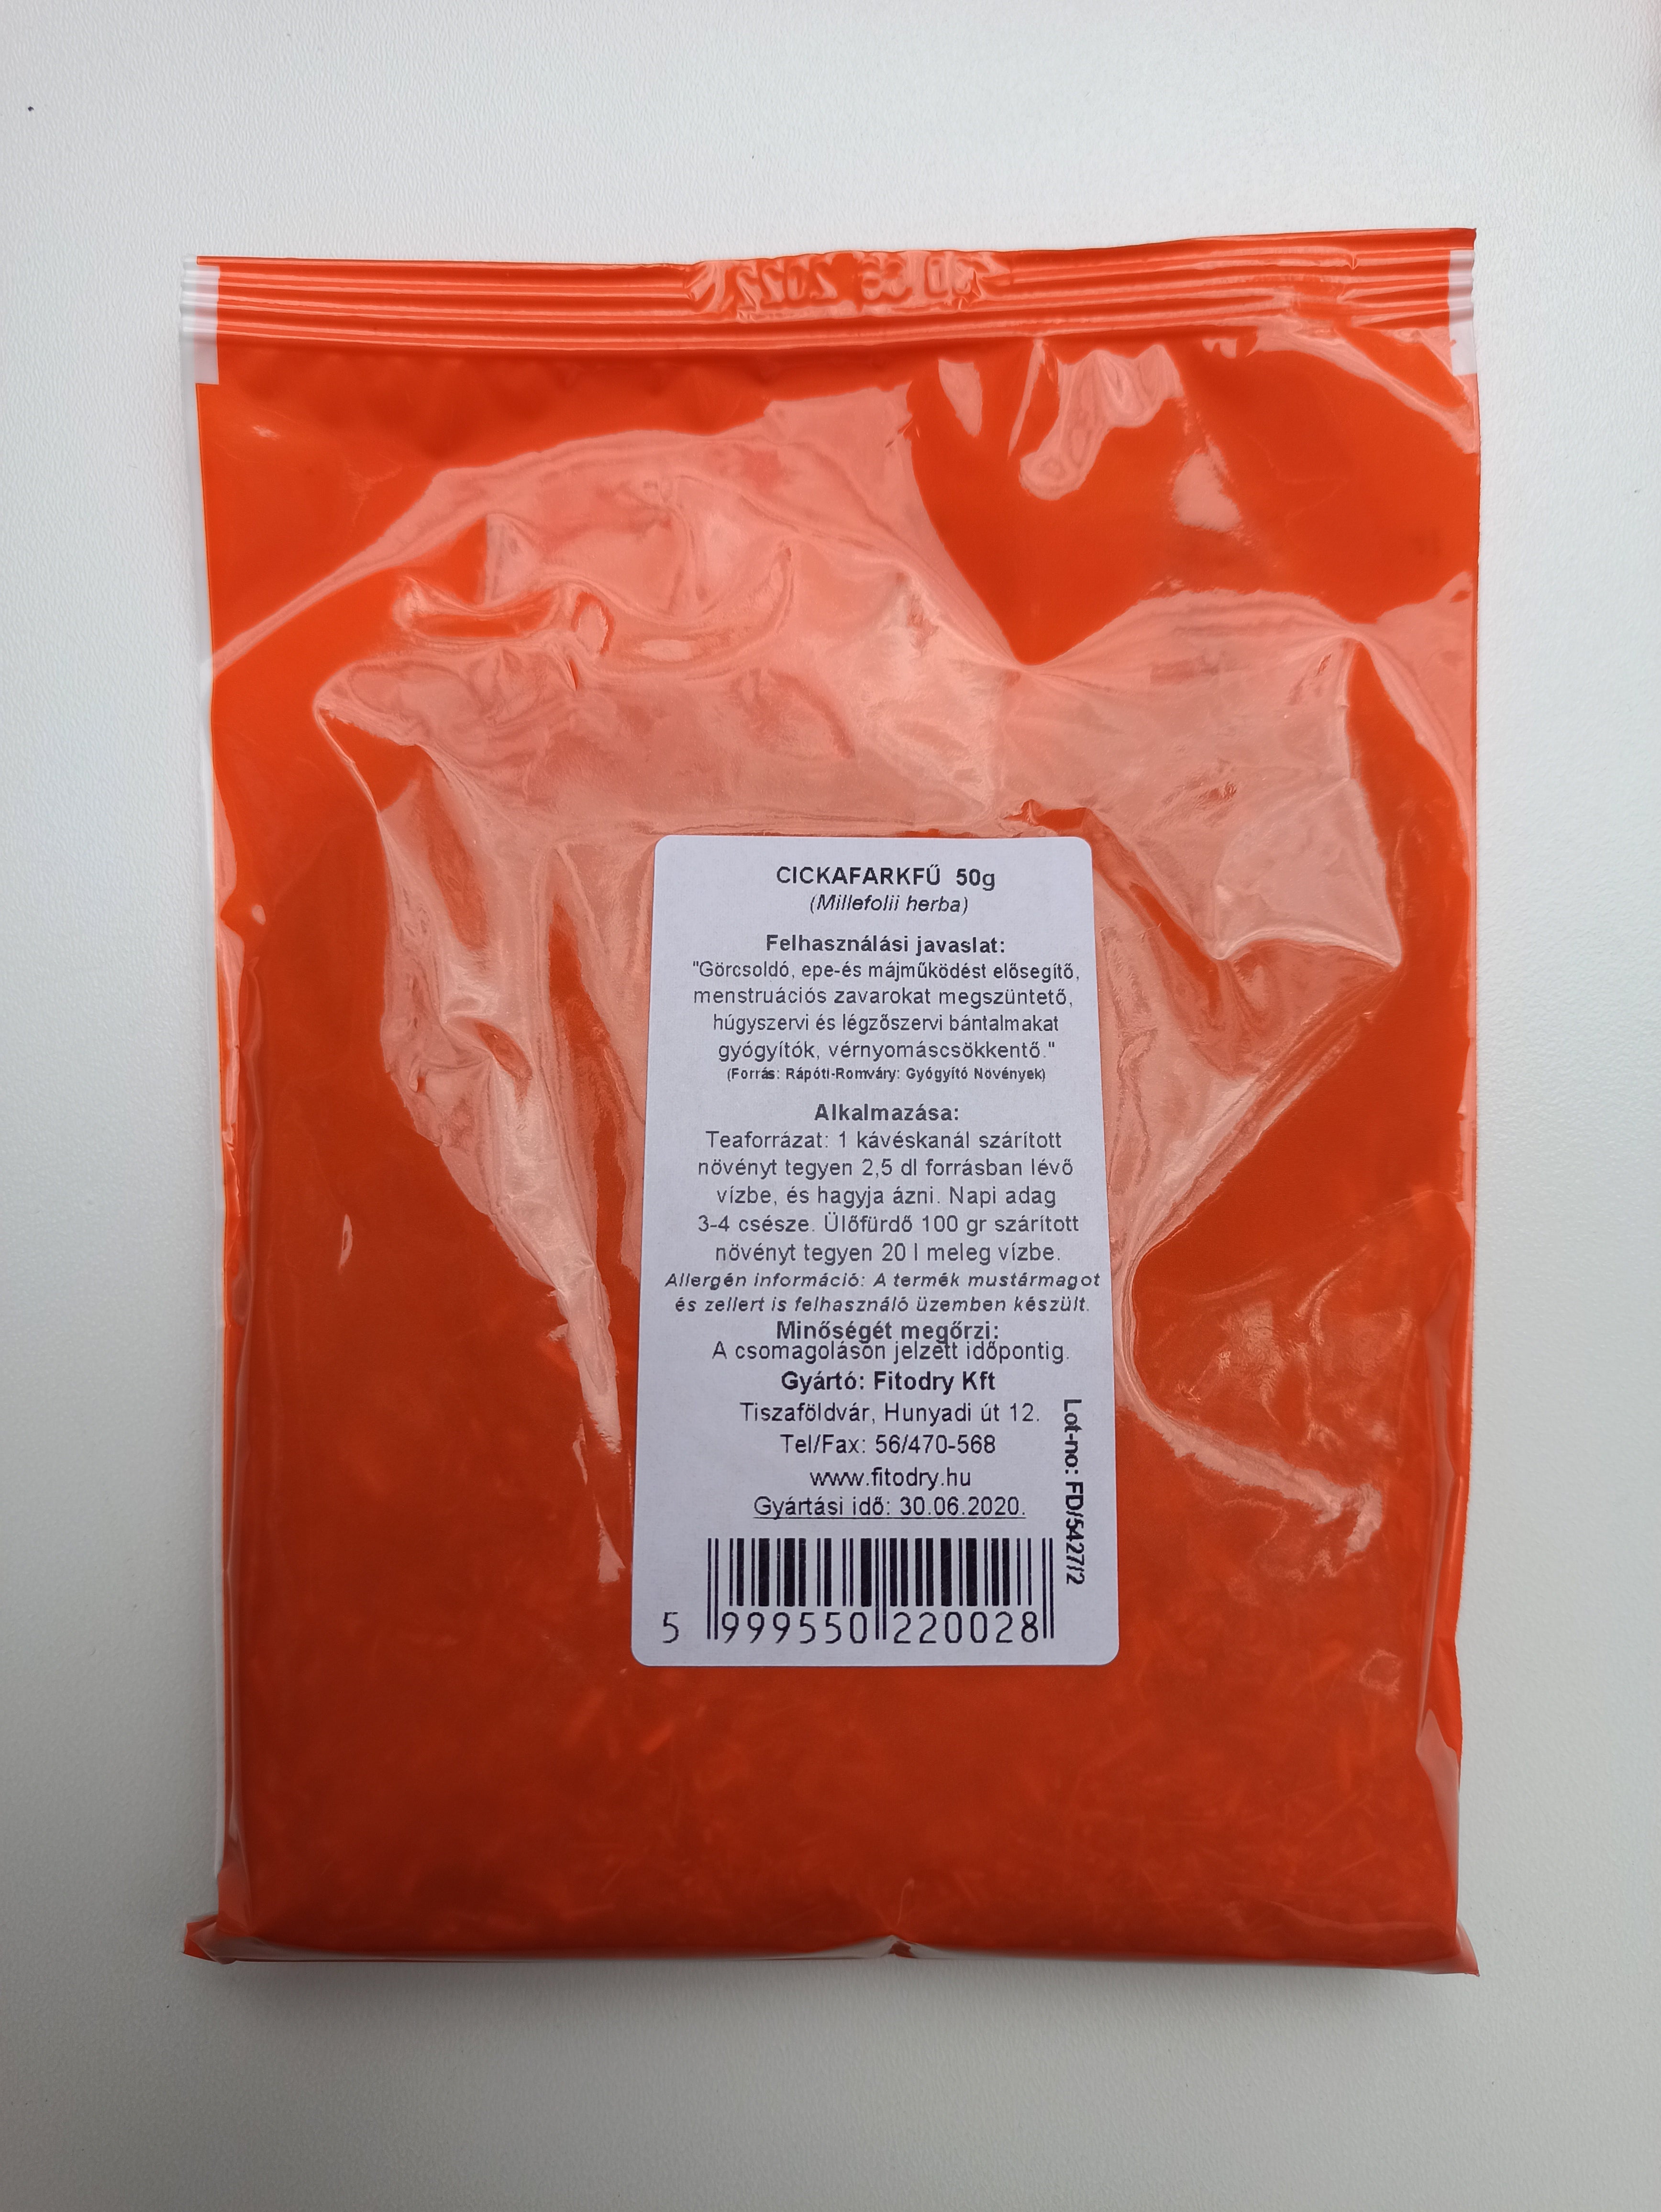 CICKAFARKFŰ 50g
(Millefolii herba)
Felhasználási javaslat:
"Görcsoldó, epe-és májműködést elősegítő,
menstruációs zavarokat megszüntető,
húgyszervi és légzőszervi bántalmakat
gyógyítók, vérnyomáscsökkentő."
(Forrás: Rápóti-Romváry: Gyógyító Növények)
Alkalmazása:
Teaforrázat: 1 kávéskanál szárított
növényt tegyen 2,5 dl forrásban lévő
vízbe, és hagyja ázni. Napi adag
3-4 csésze. Ülőfürdő 100 gr szárított
növényt tegyen 20 l meleg vízbe.
Allergén információ: A termék mustármagot
és zellert is felhasználó üzemben készült.
Minőségét megőrzi:
A csomagoláson jelzett időpontig.
Gyártó: Fitodry Kft
Tiszaföldvár, Hunyadi út 12.
Tel/Fax: 56/470-568
www.fitodry.hu
Gyártási idő: 30.06.2020.
Lot-no: FD/5427/2
5 999550 220028